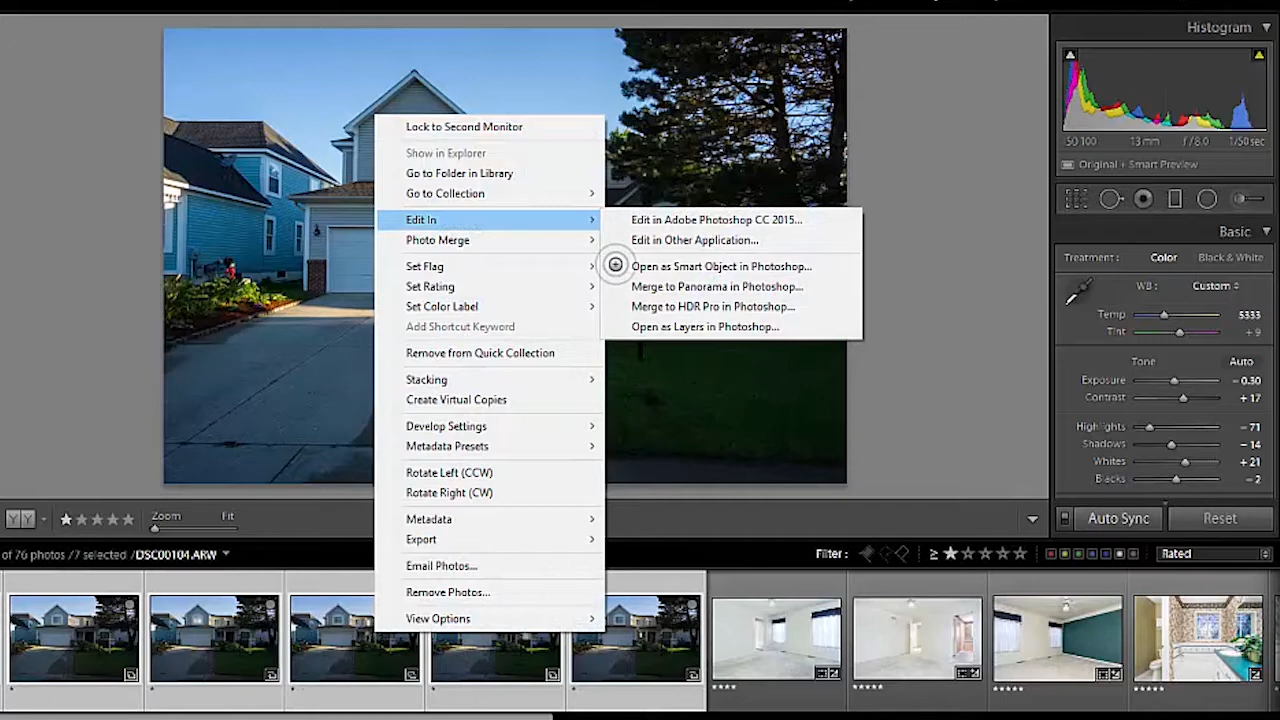 Histogram
ISO 100 13 mm f / 8.0 1/50 sec
Original + Smart Preview
Basic
Treatment : Color Black & White
WB : Custom
Temp 5333
Tint + 9
Tone Auto
Exposure − 0.30
Contrast + 17
Highlights − 71
Shadows − 14
Whites + 21
Blacks − 2
Auto Sync Reset
Lock to Second Monitor
Show in Explorer
Go to Folder in Library
Go to Collection
Edit In
Photo Merge
Set Flag
Set Rating
Set Color Label
Add Shortcut Keyword
Remove from Quick Collection
Stacking
Create Virtual Copies
Develop Settings
Metadata Presets
Rotate Left (CCW)
Rotate Right (CW)
Metadata
Export
Email Photos...
Remove Photos...
View Options
Edit in Adobe Photoshop CC 2015...
Edit in Other Application...
Open as Smart Object in Photoshop...
Merge to Panorama in Photoshop...
Merge to HDR Pro in Photoshop...
Open as Layers in Photoshop...
Y Y Zoom Fit
of 76 photos /7 selected /DSC00104.ARW
Filter : Rated